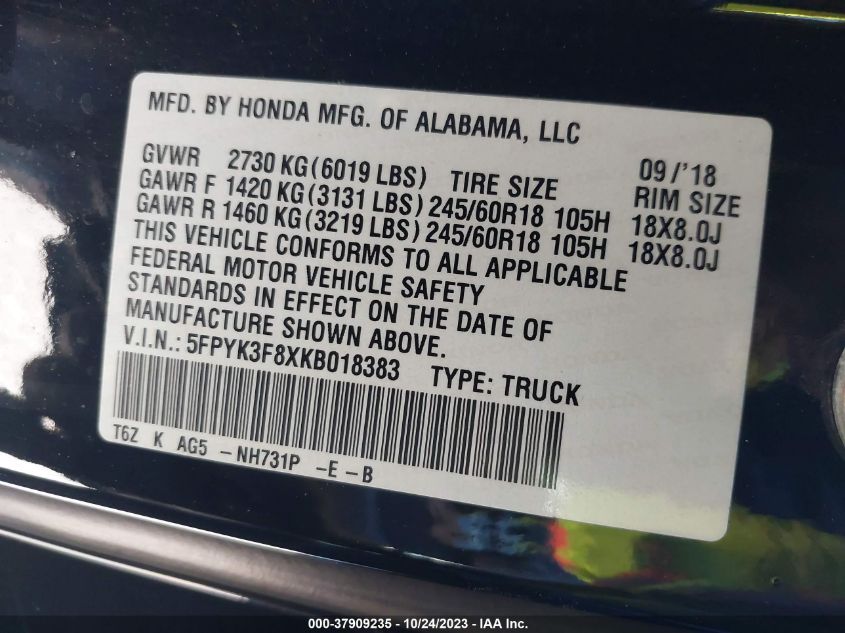 MFD. BY HONDA MFG. OF ALABAMA, LLC
GVWR 2730 KG(6019 LBS) TIRE SIZE 09/'18 RIM SIZE
GAWR F 1420 KG(3131 LBS) 245/60R18 105H 18X8.0J
GAWR R 1460 KG(3219 LBS) 245/60R18 105H 18X8.0J
THIS VEHICLE CONFORMS TO ALL APPLICABLE
FEDERAL MOTOR VEHICLE SAFETY
STANDARDS IN EFFECT ON THE DATE OF
MANUFACTURE SHOWN ABOVE.
V.I.N.: 5FPYK3F8XKB018383 TYPE: TRUCK
T6Z K AG5 -NH731P -E-B
000-37909235 - 10/24/2023 - IAA Inc.